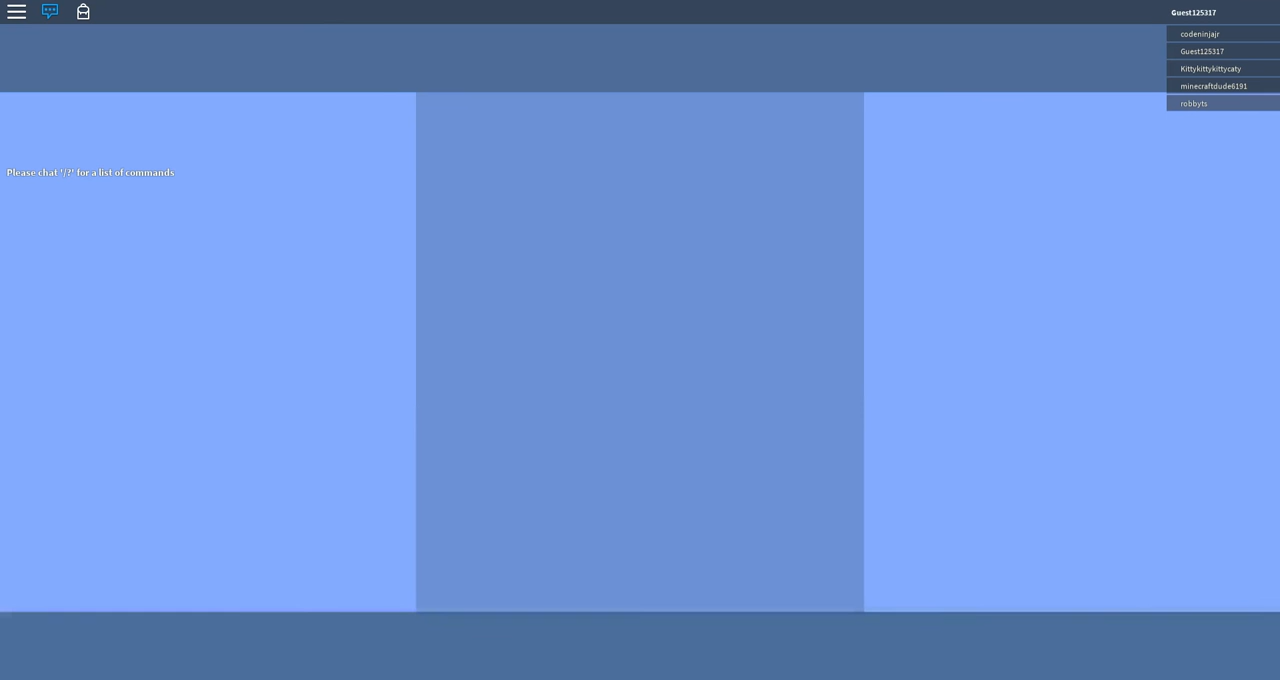 Guest125317
codeninjajr
Guest125317
Kittykittykittycaty
minecraftdude6191
robbyts
Please chat '/?' for a list of commands